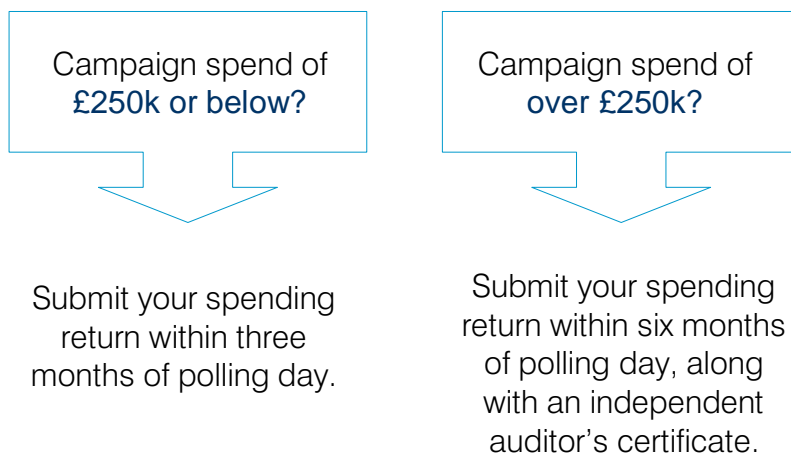 Campaign spend of
£250k or below?
Submit your spending
return within three
months of polling day.
Campaign spend of
over £250k?
Submit your spending
return within six months
of polling day, along
with an independent
auditor’s certificate.